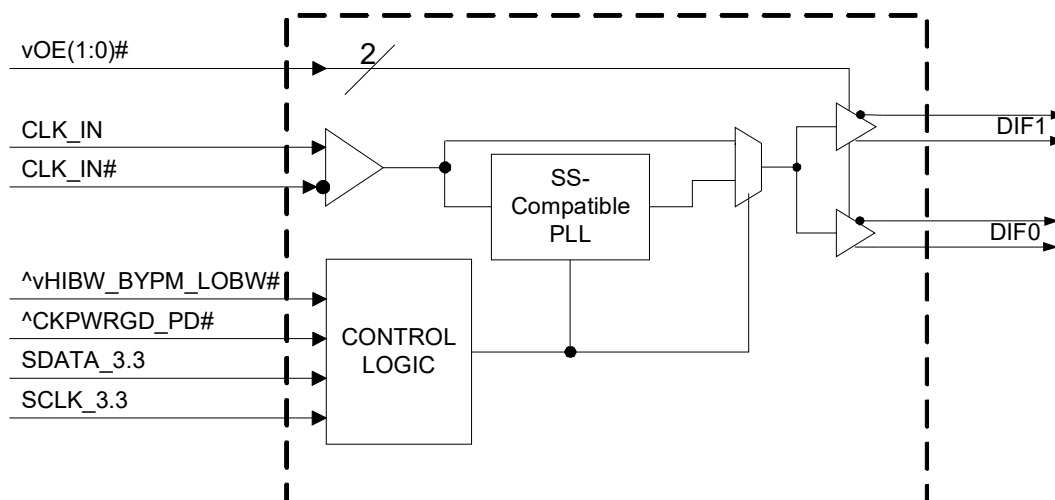 vOE(1:0)#
2
CLK_IN
CLK_IN#
DIF1
SS-
Compatible
PLL
DIF0
^vHIBW_BYPM_LOBW#
^CKPWRGD_PD#
SDATA_3.3
SCLK_3.3
CONTROL
LOGIC